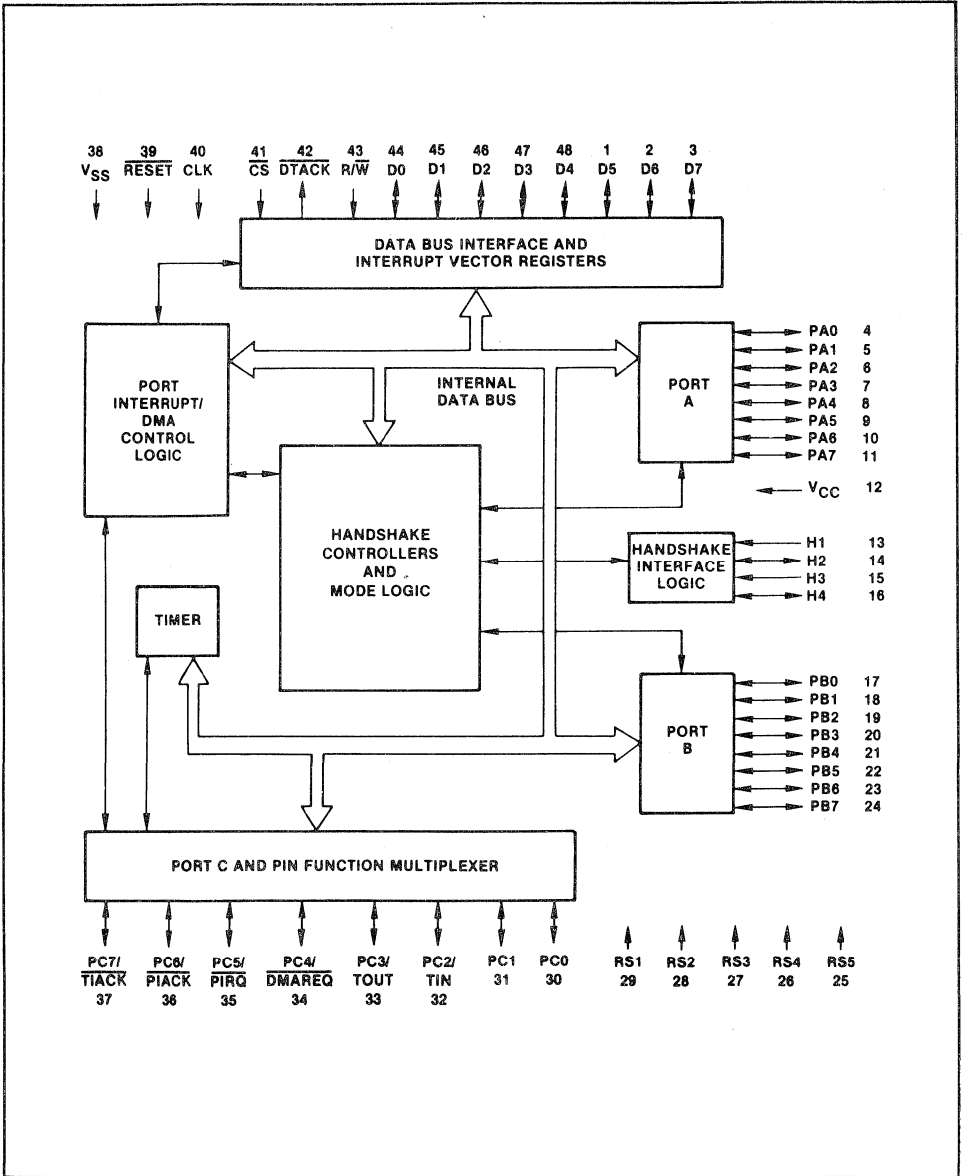 38 39 40 41 42 43 44 45 46 47 48 1 2 3
VSS RESET CLK CS DTACK R/W D0 D1 D2 D3 D4 D5 D6 D7
DATA BUS INTERFACE AND
INTERRUPT VECTOR REGISTERS
PORT
INTERRUPT/
DMA
CONTROL
LOGIC
INTERNAL
DATA BUS
PORT
A
PA0 4
PA1 5
PA2 6
PA3 7
PA4 8
PA5 9
PA6 10
PA7 11
VCC 12
HANDSHAKE
CONTROLLERS
AND
MODE LOGIC
HANDSHAKE
INTERFACE
LOGIC
H1 13
H2 14
H3 15
H4 16
TIMER
PORT
B
PB0 17
PB1 18
PB2 19
PB3 20
PB4 21
PB5 22
PB6 23
PB7 24
PORT C AND PIN FUNCTION MULTIPLEXER
PC7/ PC6/ PC5/ PC4/ PC3/ PC2/ PC1 PC0 RS1 RS2 RS3 RS4 RS5
TIACK PIACK PIRQ DMAREQ TOUT TIN 31 30 29 28 27 26 25
37 36 35 34 33 32